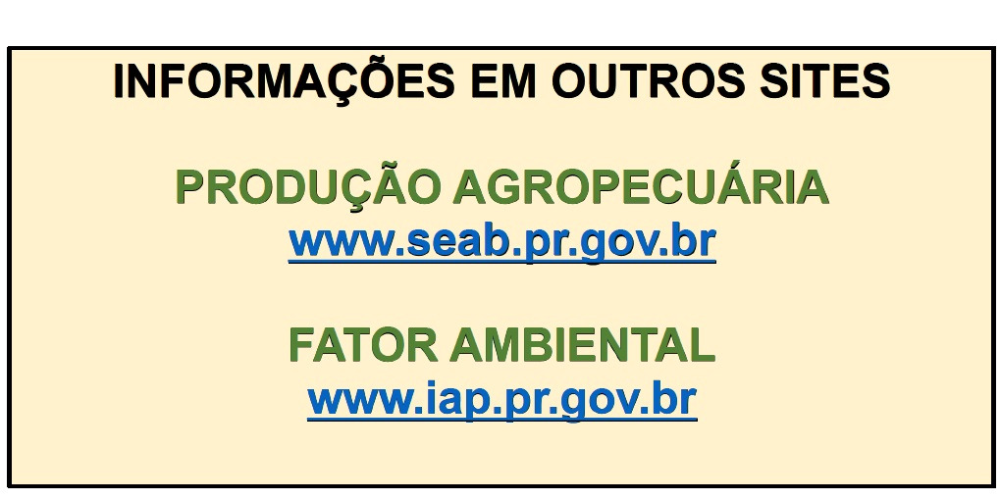 INFORMAÇÕES EM OUTROS SITES
PRODUÇÃO AGROPECUÁRIA
www.seab.pr.gov.br
FATOR AMBIENTAL
www.iap.pr.gov.br